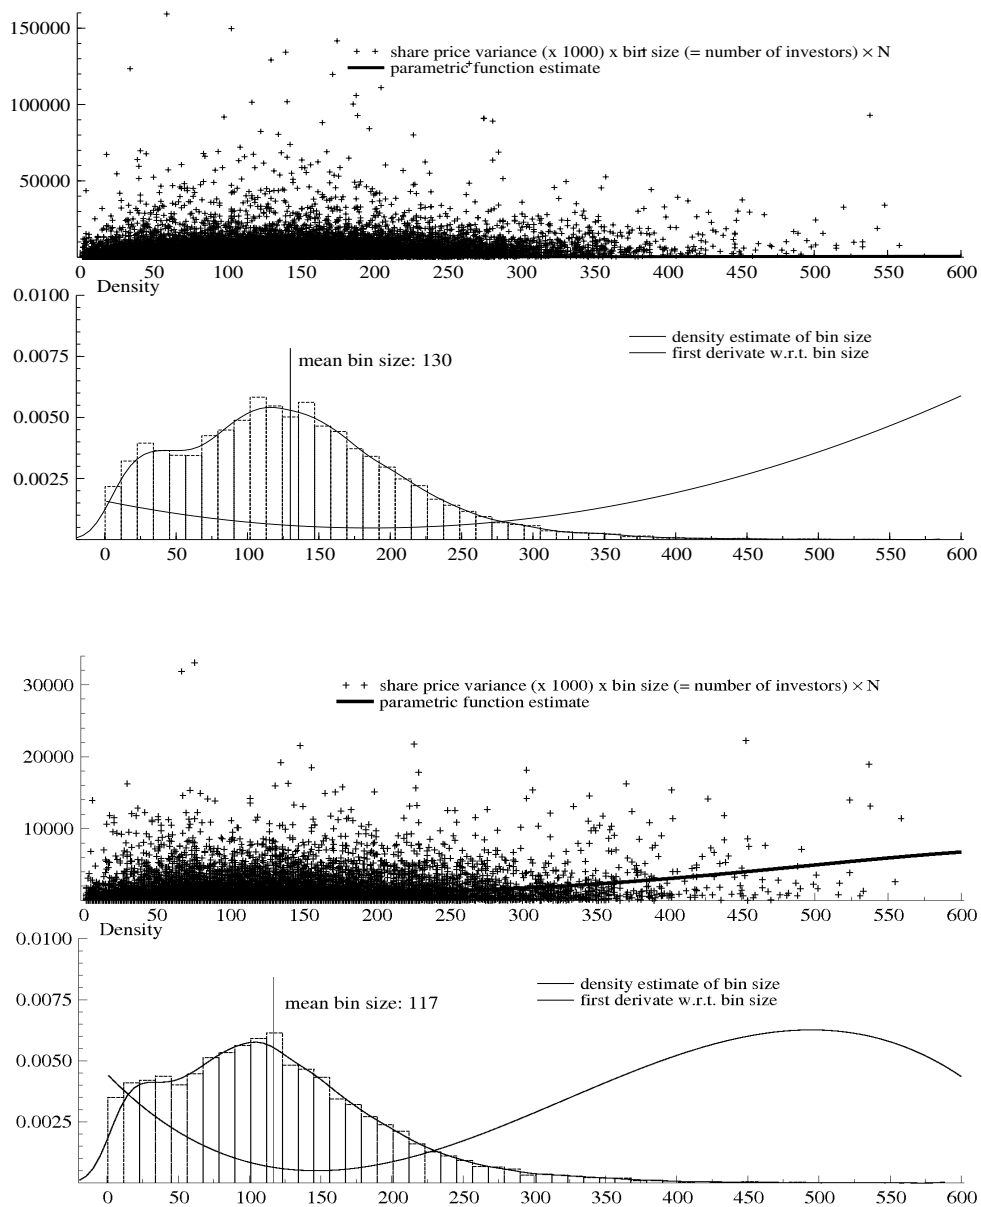 150000
share price variance (x 1000) x bin size (= number of investors) × N
parametric function estimate
100000
50000
0 50 100 150 200 250 300 350 400 450 500 550 600
Density
0.0100
density estimate of bin size
first derivate w.r.t. bin size
0.0075
mean bin size: 130
0.0050
0.0025
0 50 100 150 200 250 300 350 400 450 500 550 600
30000
share price variance (x 1000) x bin size (= number of investors) × N
parametric function estimate
20000
10000
0 50 100 150 200 250 300 350 400 450 500 550 600
Density
0.0100
density estimate of bin size
first derivate w.r.t. bin size
0.0075
mean bin size: 117
0.0050
0.0025
0 50 100 150 200 250 300 350 400 450 500 550 600